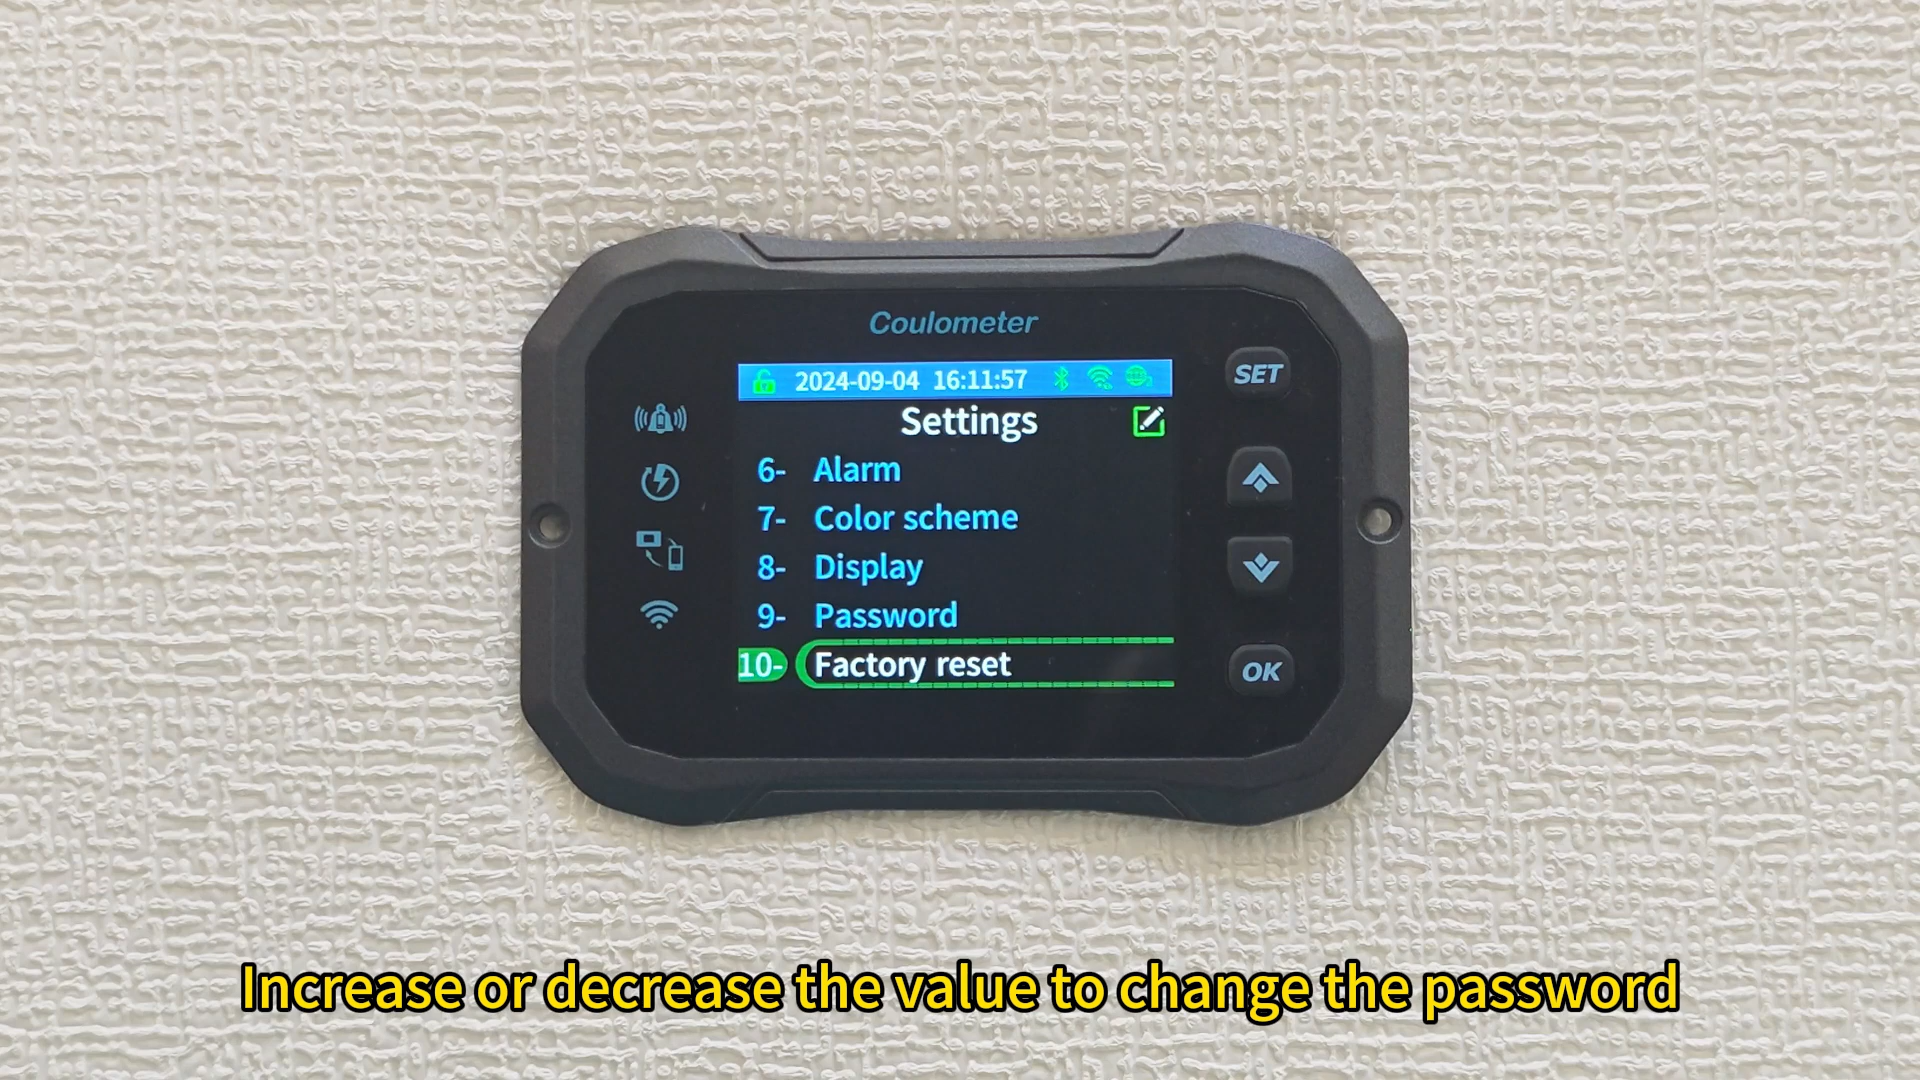 Coulometer
2024-09-04 16:11:57
SET
Settings
6- Alarm
7- Color scheme
8- Display
9- Password
10- Factory reset
OK
Increase or decrease the value to change the password